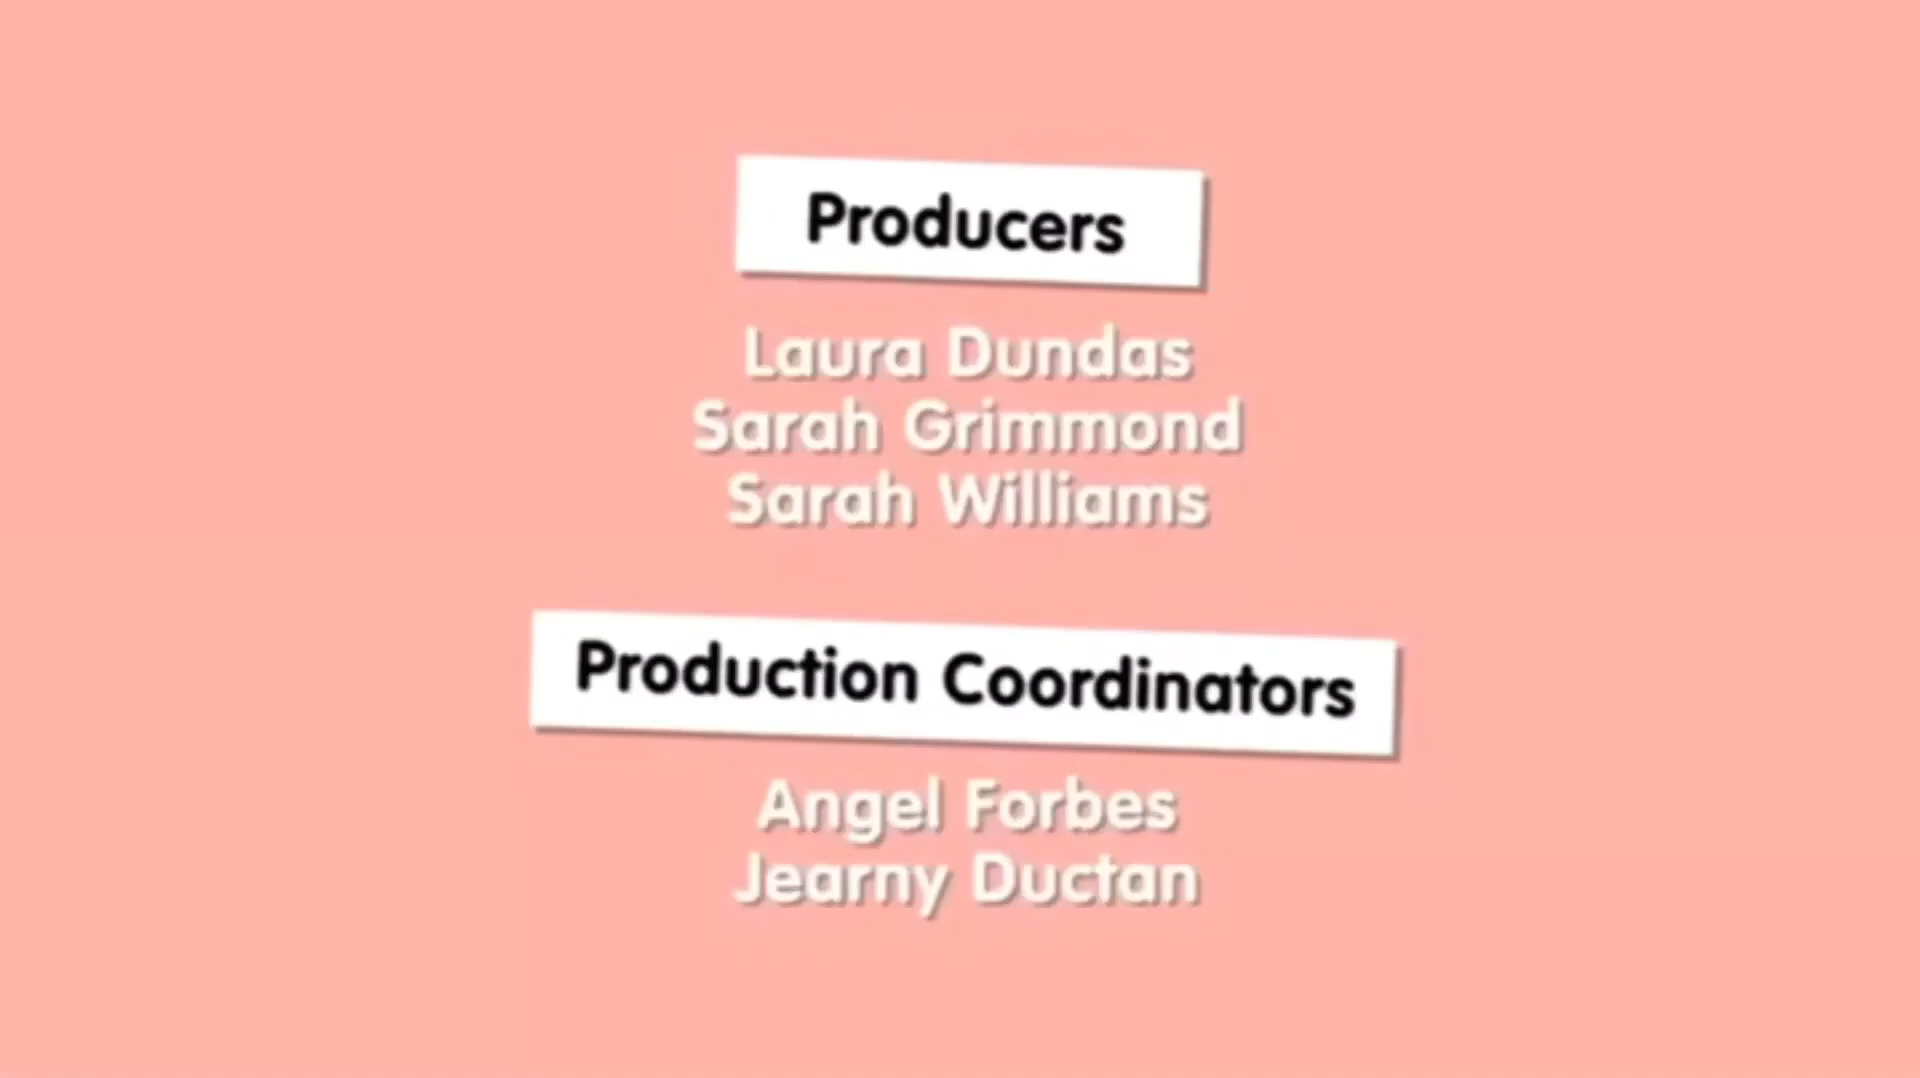 Producers
Laura Dundas
Sarah Grimmond
Sarah Williams
Production Coordinators
Angel Forbes
Jearny Ductan